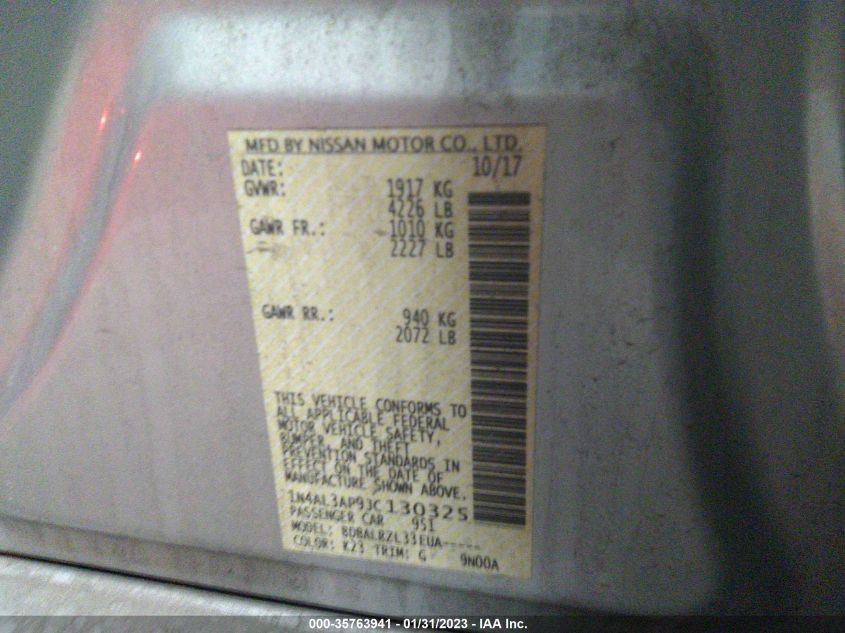 MFD BY NISSAN MOTOR CO., LTD.
DATE: 10/17
GVWR: 1917 KG
4226 LB
GAWR FR.: 1010 KG
2227 LB
GAWR RR.: 940 KG
2072 LB
THIS VEHICLE CONFORMS TO
ALL APPLICABLE FEDERAL
MOTOR VEHICLE SAFETY,
BUMPER, AND THEFT
PREVENTION STANDARDS IN
EFFECT ON THE DATE OF
MANUFACTURE SHOWN ABOVE.
1N4AL3AP93C130325
PASSENGER CAR 951
MODEL: BDBALRZL33EUA-----
COLOR: K23 TRIM: G 9N00A
000-35763941 - 01/31/2023 - IAA Inc.